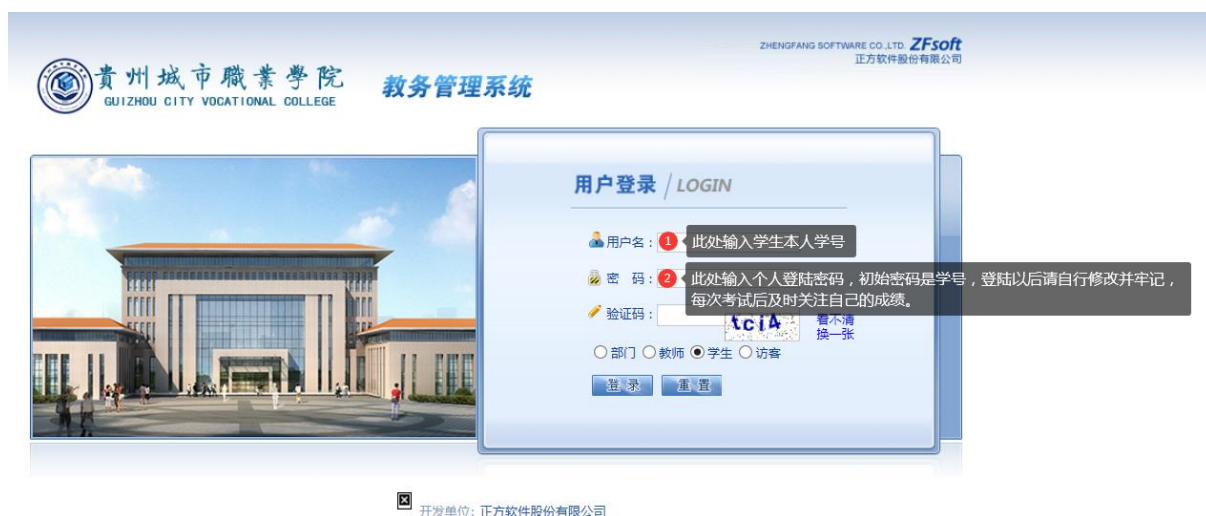 ZHENGFANG SOFTWARE CO.,LTD. ZFsoft
正方软件股份有限公司
貴州城市職業學院 教务管理系统
GUIZHOU CITY VOCATIONAL COLLEGE
用户登录 / LOGIN
用户名： 1 此处输入学生本人学号
密 码： 2 此处输入个人登陆密码，初始密码是学号，登陆以后请自行修改并牢记，
每次考试后及时关注自己的成绩。
验证码： tci4 看不清
换一张
部门 教师 学生 访客
登 录 重 置
开发单位: 正方软件股份有限公司